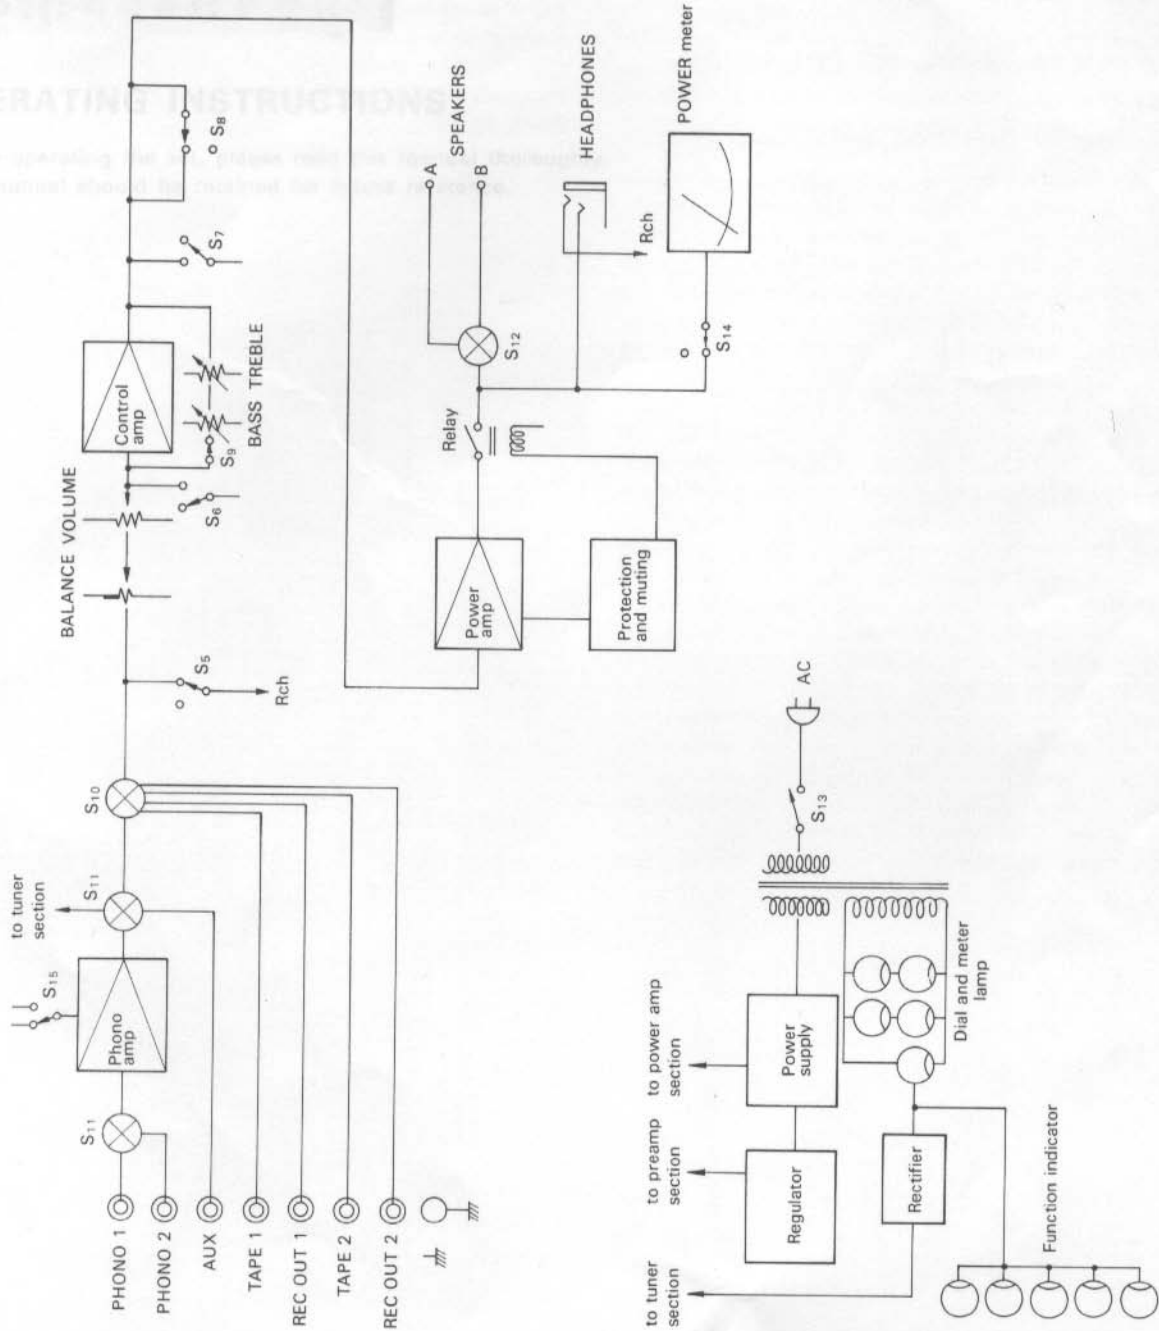 ERATING INSTRUCTIONS
to tuner
section
S15
Phono
amp
S11
S11
S10
S5
Rch
BALANCE VOLUME
S6
S9
Control
amp
BASS TREBLE
S7
S8
PHONO 1
PHONO 2
AUX
TAPE 1
REC OUT 1
TAPE 2
REC OUT 2
Power
amp
Protection
and muting
Relay
S12
A
B
SPEAKERS
HEADPHONES
Rch
S14
POWER meter
AC
S13
to power amp
section
to preamp
section
to tuner
section
Power
supply
Regulator
Rectifier
Dial and meter
lamp
Function indicator